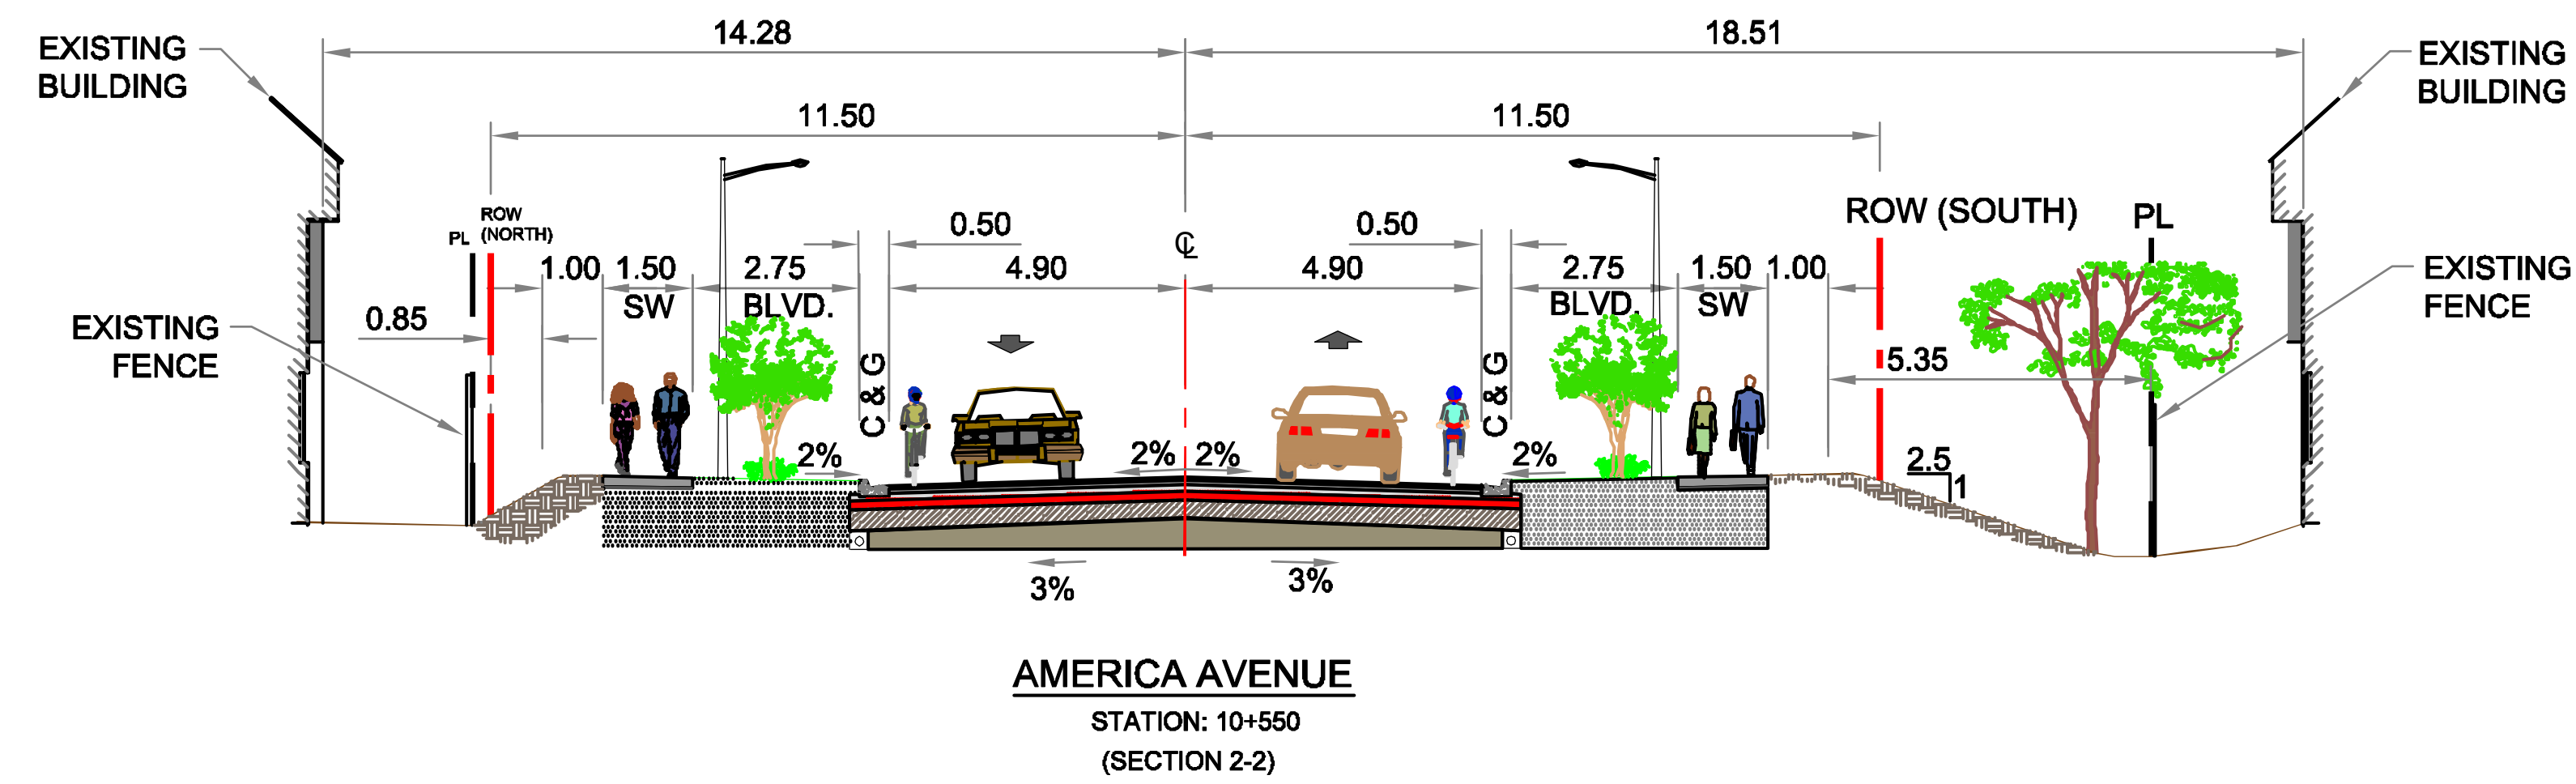 14.28
18.51
EXISTING
BUILDING
EXISTING
BUILDING
11.50
11.50
ROW
(NORTH)
PL
ROW (SOUTH)
PL
0.50
0.50
℄
1.00
1.50
SW
2.75
BLVD.
4.90
4.90
2.75
BLVD.
1.50
SW
1.00
EXISTING
FENCE
0.85
EXISTING
FENCE
5.35
C & G
C & G
2%
2%
2%
2%
2.5
1
3%
3%
AMERICA AVENUE
STATION: 10+550
(SECTION 2-2)